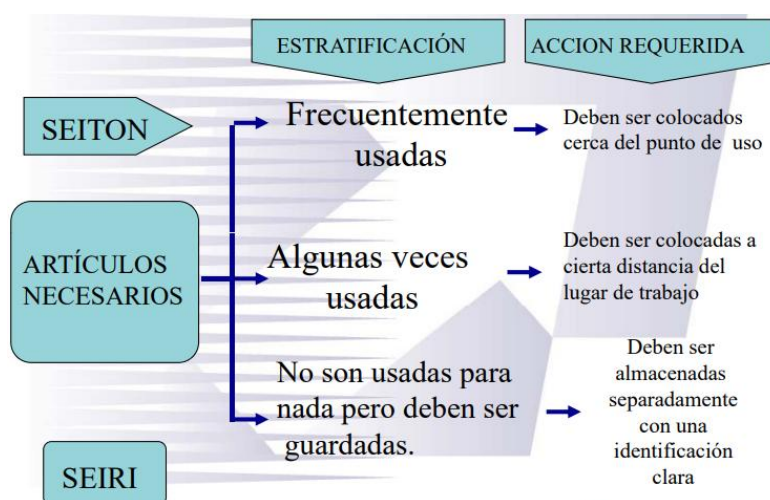 ESTRATIFICACIÓN
ACCION REQUERIDA
SEITON
Frecuentemente
usadas
Deben ser colocados
cerca del punto de uso
ARTÍCULOS
NECESARIOS
Algunas veces
usadas
Deben ser colocadas a
cierta distancia del
lugar de trabajo
No son usadas para
nada pero deben ser
guardadas.
Deben ser
almacenadas
separadamente
con una
identificación
clara
SEIRI